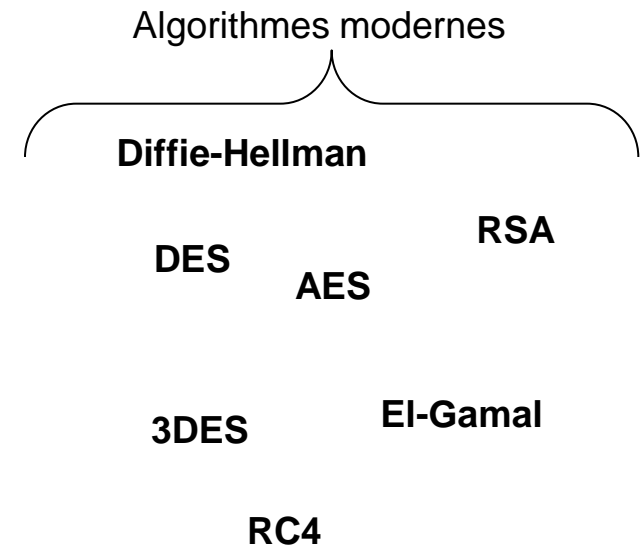 Algorithmes modernes
Diffie-Hellman
RSA
DES
AES
El-Gamal
3DES
RC4